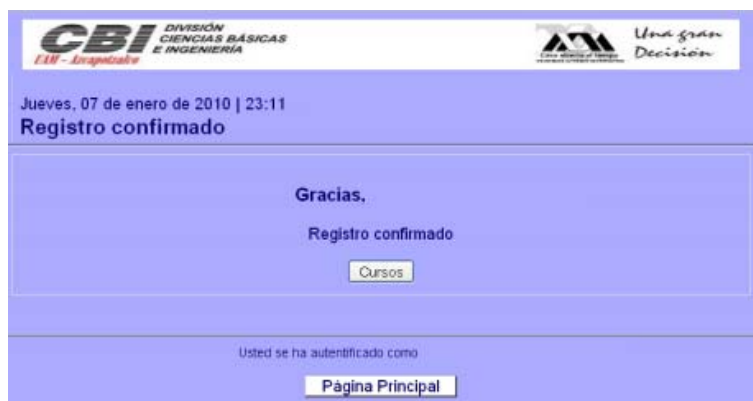 CBI
DIVISIÓN
CIENCIAS BÁSICAS
E INGENIERÍA
UAM - Azcapotzalco
Una gran
Decisión
Jueves, 07 de enero de 2010 | 23:11
Registro confirmado
Gracias,
Registro confirmado
Cursos
Usted se ha autentificado como
Página Principal